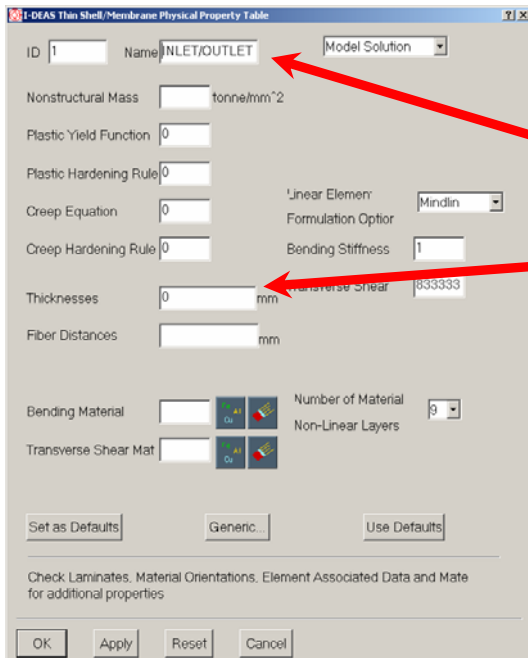 I-DEAS Thin Shell/Membrane Physical Property Table
ID 1 Name INLET/OUTLET Model Solution
Nonstructural Mass tonne/mm^2
Plastic Yield Function 0
Plastic Hardening Rule 0
Linear Elemen Mindlin
Formulation Optior
Creep Equation 0
Creep Hardening Rule 0 Bending Stiffness 1
Transverse Shear 833333
Thicknesses 0 mm
Fiber Distances mm
Number of Material 9
Non-Linear Layers
Bending Material
Transverse Shear Mat
Set as Defaults Generic... Use Defaults
Check Laminates, Material Orientations, Element Associated Data and Mate
for additional properties
OK Apply Reset Cancel